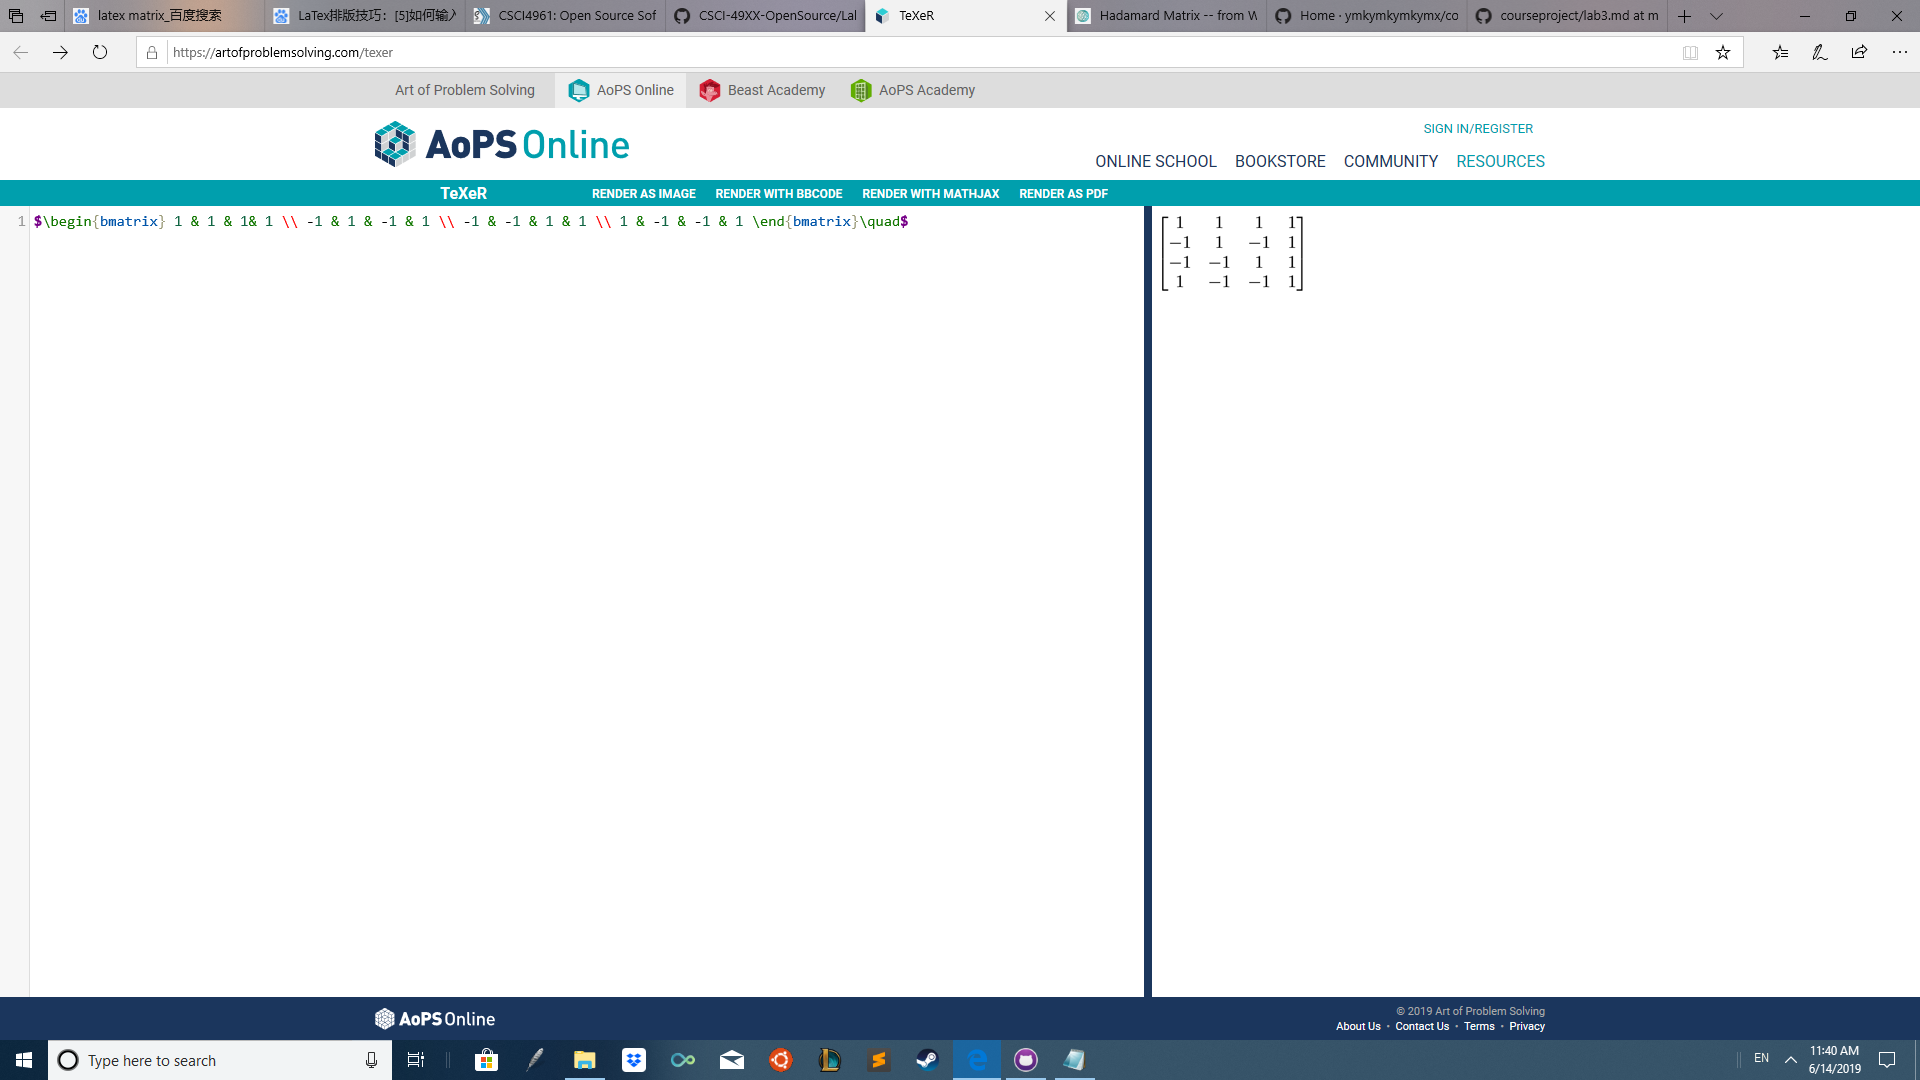 latex matrix_百度搜索
LaTex排版技巧：[5]如何输入
CSCI4961: Open Source Sof
CSCI-49XX-OpenSource/Lal
TeXeR
Hadamard Matrix -- from W
Home · ymkymkymkymx/co
courseproject/lab3.md at m
https://artofproblemsolving.com/texer
Art of Problem Solving
AoPS Online
Beast Academy
AoPS Academy
AoPS Online
SIGN IN/REGISTER
ONLINE SCHOOL BOOKSTORE COMMUNITY RESOURCES
TeXeR RENDER AS IMAGE RENDER WITH BBCODE RENDER WITH MATHJAX RENDER AS PDF
1 $\begin{bmatrix} 1 & 1 & 1& 1 \\ -1 & 1 & -1 & 1 \\ -1 & -1 & 1 & 1 \\ 1 & -1 & -1 & 1 \end{bmatrix}\quad$
1 1 1 1
−1 1 −1 1
−1 −1 1 1
1 −1 −1 1
AoPS Online
© 2019 Art of Problem Solving
About Us • Contact Us • Terms • Privacy
Type here to search
EN
11:40 AM
6/14/2019